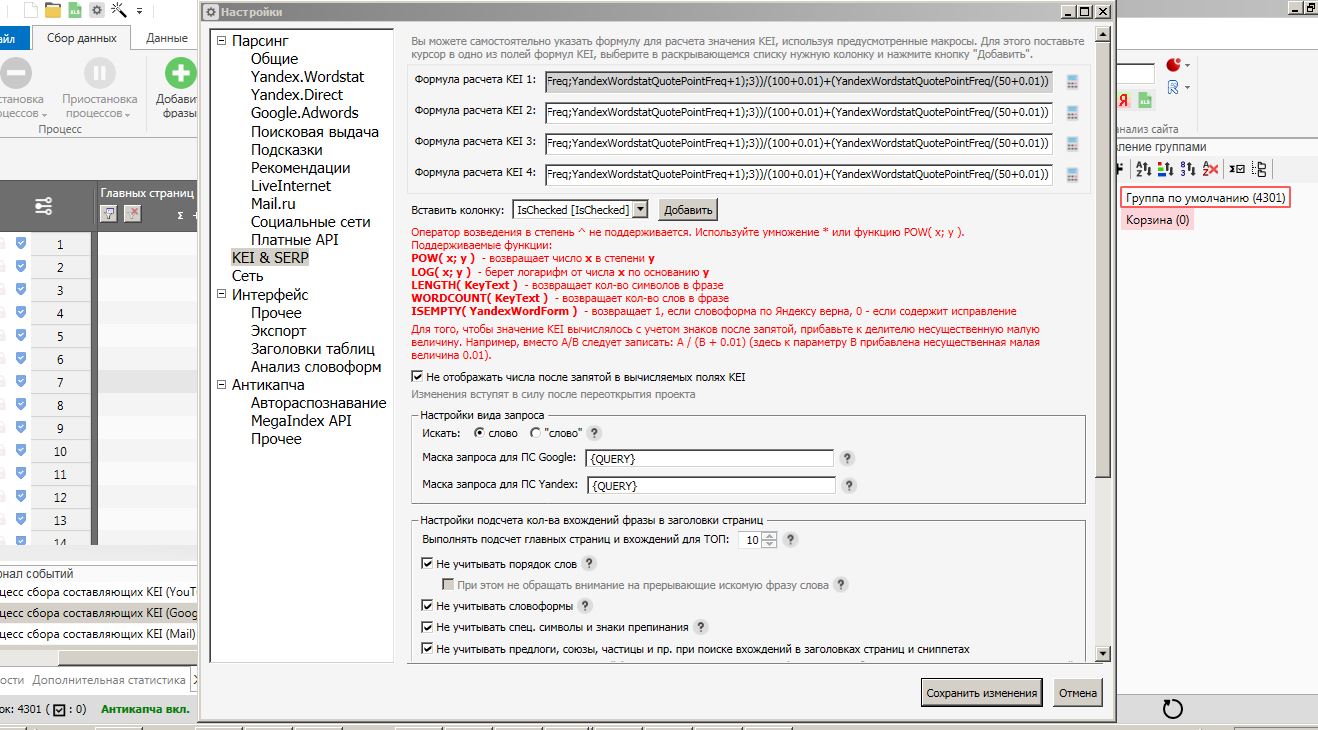 Настройки
айл
Сбор данных
Данные
становка
процессов
Приостановка
процессов
Добавить
фразы
Процесс
Главных страниц
1
2
3
4
5
6
7
8
9
10
11
12
13
14
рнал событий
цесс сбора составляющих KEI (YouT
цесс сбора составляющих KEI (Goog
цесс сбора составляющих KEI (Mail)
ости Дополнительная статистика
ок: 4301 ( : 0) Антикапча вкл.
Парсинг
Общие
Yandex.Wordstat
Yandex.Direct
Google.Adwords
Поисковая выдача
Подсказки
Рекомендации
LiveInternet
Mail.ru
Социальные сети
Платные API
KEI & SERP
Сеть
Интерфейс
Прочее
Экспорт
Заголовки таблиц
Анализ словоформ
Антикапча
Автораспознавание
MegaIndex API
Прочее
Вы можете самостоятельно указать формулу для расчета значения KEI, используя предусмотренные макросы. Для этого поставьте
курсор в одно из полей формул KEI, выберите в раскрывающемся списку нужную колонку и нажмите кнопку "Добавить".
Формула расчета KEI 1: Freq;YandexWordstatQuotePointFreq+1);3))/(100+0.01)+(YandexWordstatQuotePointFreq/(50+0.01))
Формула расчета KEI 2: Freq;YandexWordstatQuotePointFreq+1);3))/(100+0.01)+(YandexWordstatQuotePointFreq/(50+0.01))
Формула расчета KEI 3: Freq;YandexWordstatQuotePointFreq+1);3))/(100+0.01)+(YandexWordstatQuotePointFreq/(50+0.01))
Формула расчета KEI 4: Freq;YandexWordstatQuotePointFreq+1);3))/(100+0.01)+(YandexWordstatQuotePointFreq/(50+0.01))
Вставить колонку: IsChecked [IsChecked] Добавить
Оператор возведения в степень ^ не поддерживается. Используйте умножение * или функцию POW( x; y ).
Поддерживаемые функции:
POW( x; y ) - возвращает число x в степени y
LOG( x; y ) - берет логарифм от числа x по основанию y
LENGTH( KeyText ) - возвращает кол-во символов в фразе
WORDCOUNT( KeyText ) - возвращает кол-во слов в фразе
ISEMPTY( YandexWordForm ) - возвращает 1, если словоформа по Яндексу верна, 0 - если содержит исправление
Для того, чтобы значение KEI вычислялось с учетом знаков после запятой, прибавьте к делителю несущественную малую
величину. Например, вместо A/B следует записать: A / (B + 0.01) (здесь к параметру B прибавлена несущественная малая
величина 0.01).
Не отображать числа после запятой в вычисляемых полях KEI
Изменения вступят в силу после переоткрытия проекта
Настройки вида запроса
Искать: слово "слово" ?
Маска запроса для ПС Google: {QUERY} ?
Маска запроса для ПС Yandex: {QUERY} ?
Настройки подсчета кол-ва вхождений фразы в заголовки страниц
Выполнять подсчет главных страниц и вхождений для ТОП: 10 ?
Не учитывать порядок слов ?
При этом не обращать внимание на прерывающие искомую фразу слова ?
Не учитывать словоформы ?
Не учитывать спец. символы и знаки препинания ?
Не учитывать предлоги, союзы, частицы и пр. при поиске вхождений в заголовках страниц и сниппетах
Сохранить изменения Отмена
Я
анализ сайта
ление группами
Группа по умолчанию (4301)
Корзина (0)